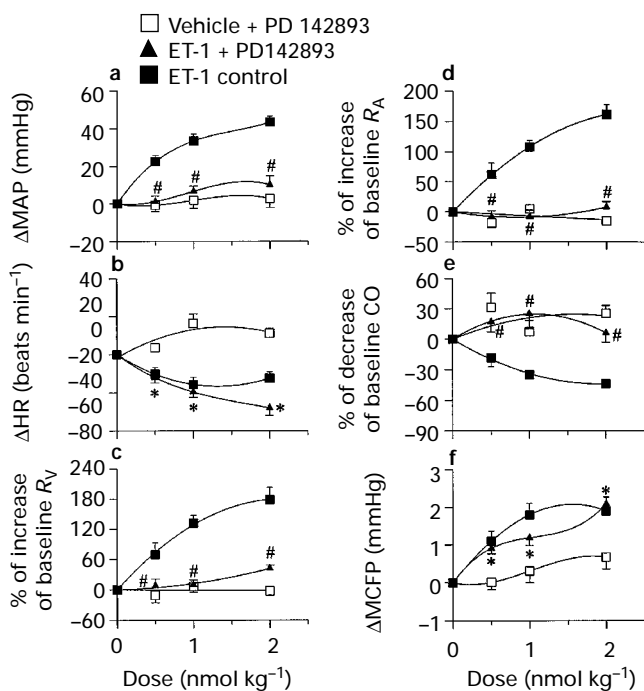 Vehicle + PD 142893
ET-1 + PD142893
ET-1 control
a
60
40
20
0
−20
ΔMAP (mmHg)
#
#
#
d
200
150
100
50
0
−50
% of increase
of baseline R_A
#
#
#
b
20
0
−20
−40
−60
−80
ΔHR (beats min⁻¹)
*
*
*
e
60
30
0
−30
−60
−90
% of decrease
of baseline CO
#
#
#
c
240
180
120
60
0
−60
% of increase
of baseline R_V
#
#
#
0 1 2
Dose (nmol kg⁻¹)
f
3
2
1
0
−1
ΔMCFP (mmHg)
*
*
*
0 1 2
Dose (nmol kg⁻¹)